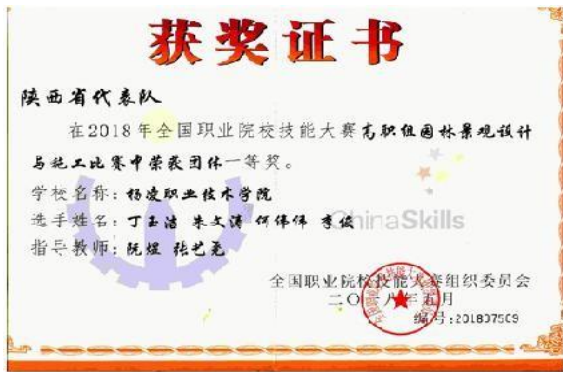 获奖证书
陕西省代表队
在2018年全国职业院校技能大赛高职组园林景观设计
与施工比赛中荣获团体一等奖。
学校名称：杨凌职业技术学院
选手姓名：丁玉洁 朱文涛 何伟伟 李俊
ChinaSkills
指导教师：阮煜 张艺
全国职业院校技能大赛组织委员会
二〇一八年五月
编号:201807509